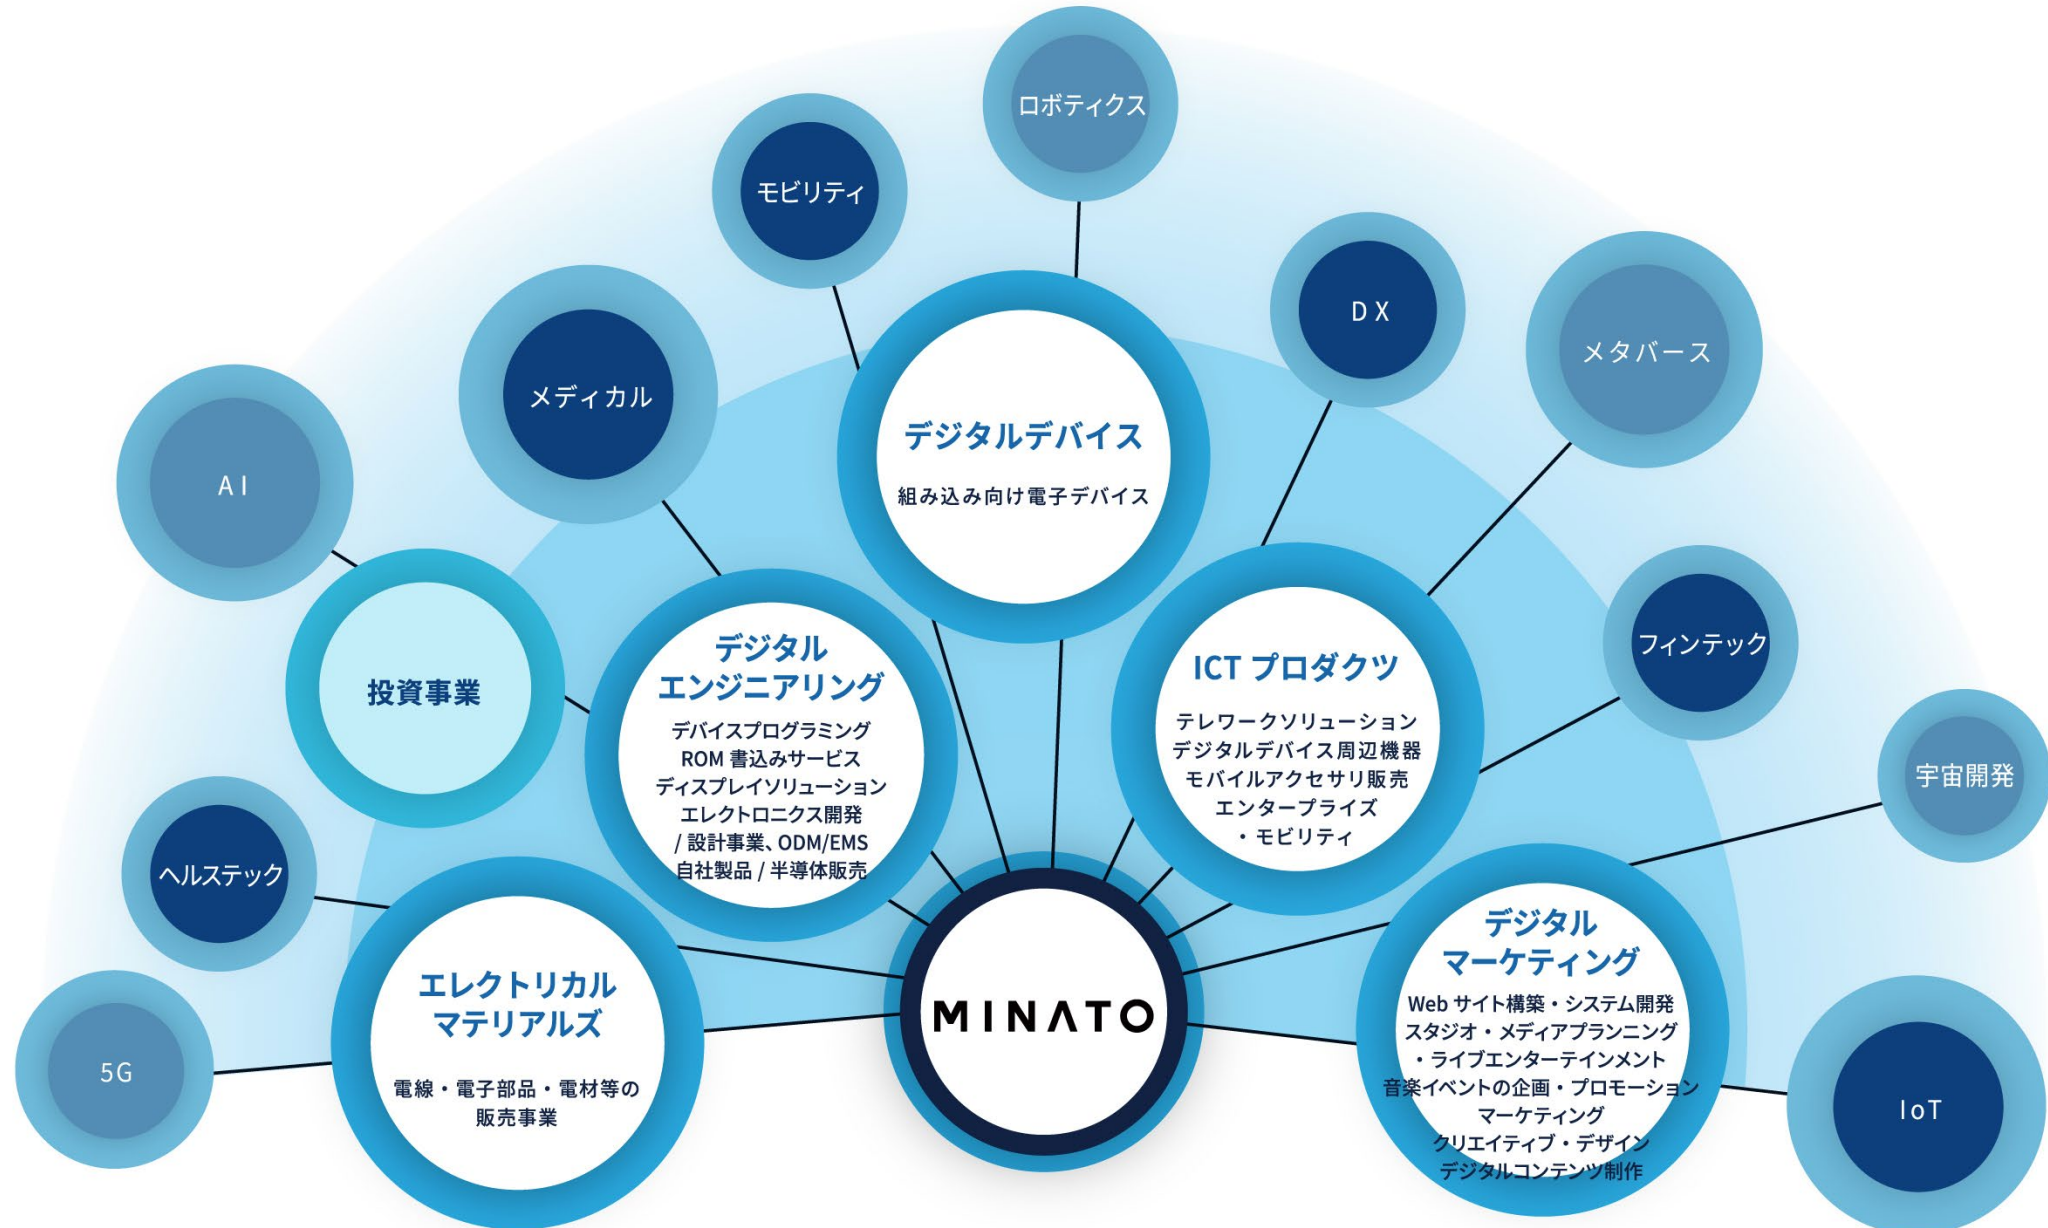 ロボティクス
モビリティ
DX
メタバース
メディカル
AI
デジタルデバイス
組み込み向け電子デバイス
フィンテック
投資事業
デジタル
エンジニアリング
デバイスプログラミング
ROM 書込みサービス
ディスプレイソリューション
エレクトロニクス開発
/ 設計事業、ODM/EMS
自社製品 / 半導体販売
ICT プロダクツ
テレワークソリューション
デジタルデバイス周辺機器
モバイルアクセサリ販売
エンタープライズ
・モビリティ
宇宙開発
ヘルステック
エレクトリカル
マテリアルズ
電線・電子部品・電材等の
販売事業
MINATO
デジタル
マーケティング
Web サイト構築・システム開発
スタジオ・メディアプランニング
・ライブエンターテインメント
音楽イベントの企画・プロモーション
マーケティング
クリエイティブ・デザイン
デジタルコンテンツ制作
5G
IoT